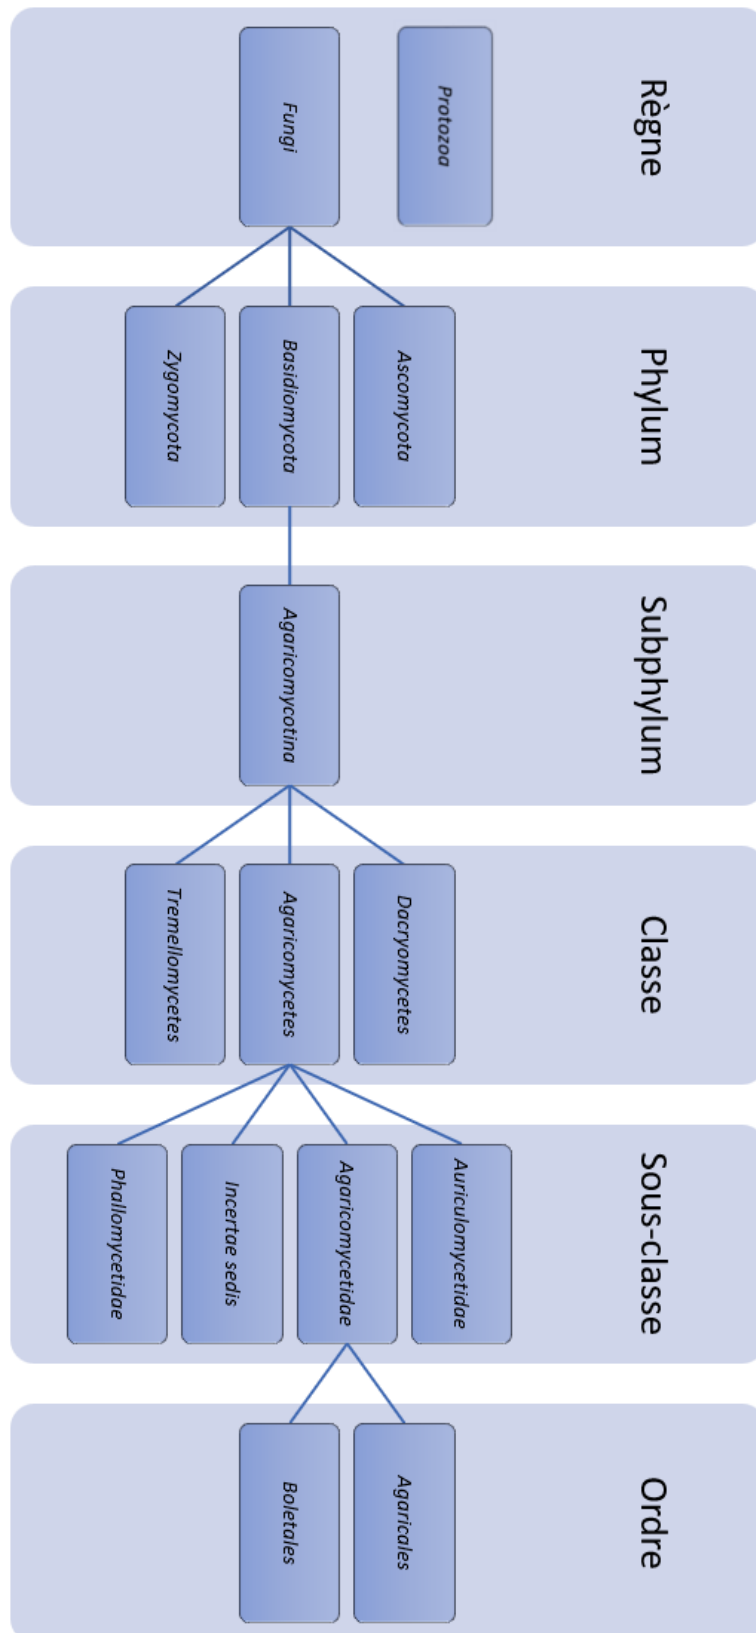 Règne
Protozoa
Fungi
Phylum
Ascomycota
Basidiomycota
Zygomycota
Subphylum
Agaricomycotina
Classe
Dacryomycetes
Agaricomycetes
Tremellomycetes
Sous-classe
Auriculomycetidae
Agaricomycetidae
Incertae sedis
Phallomycetidae
Ordre
Agaricales
Boletales